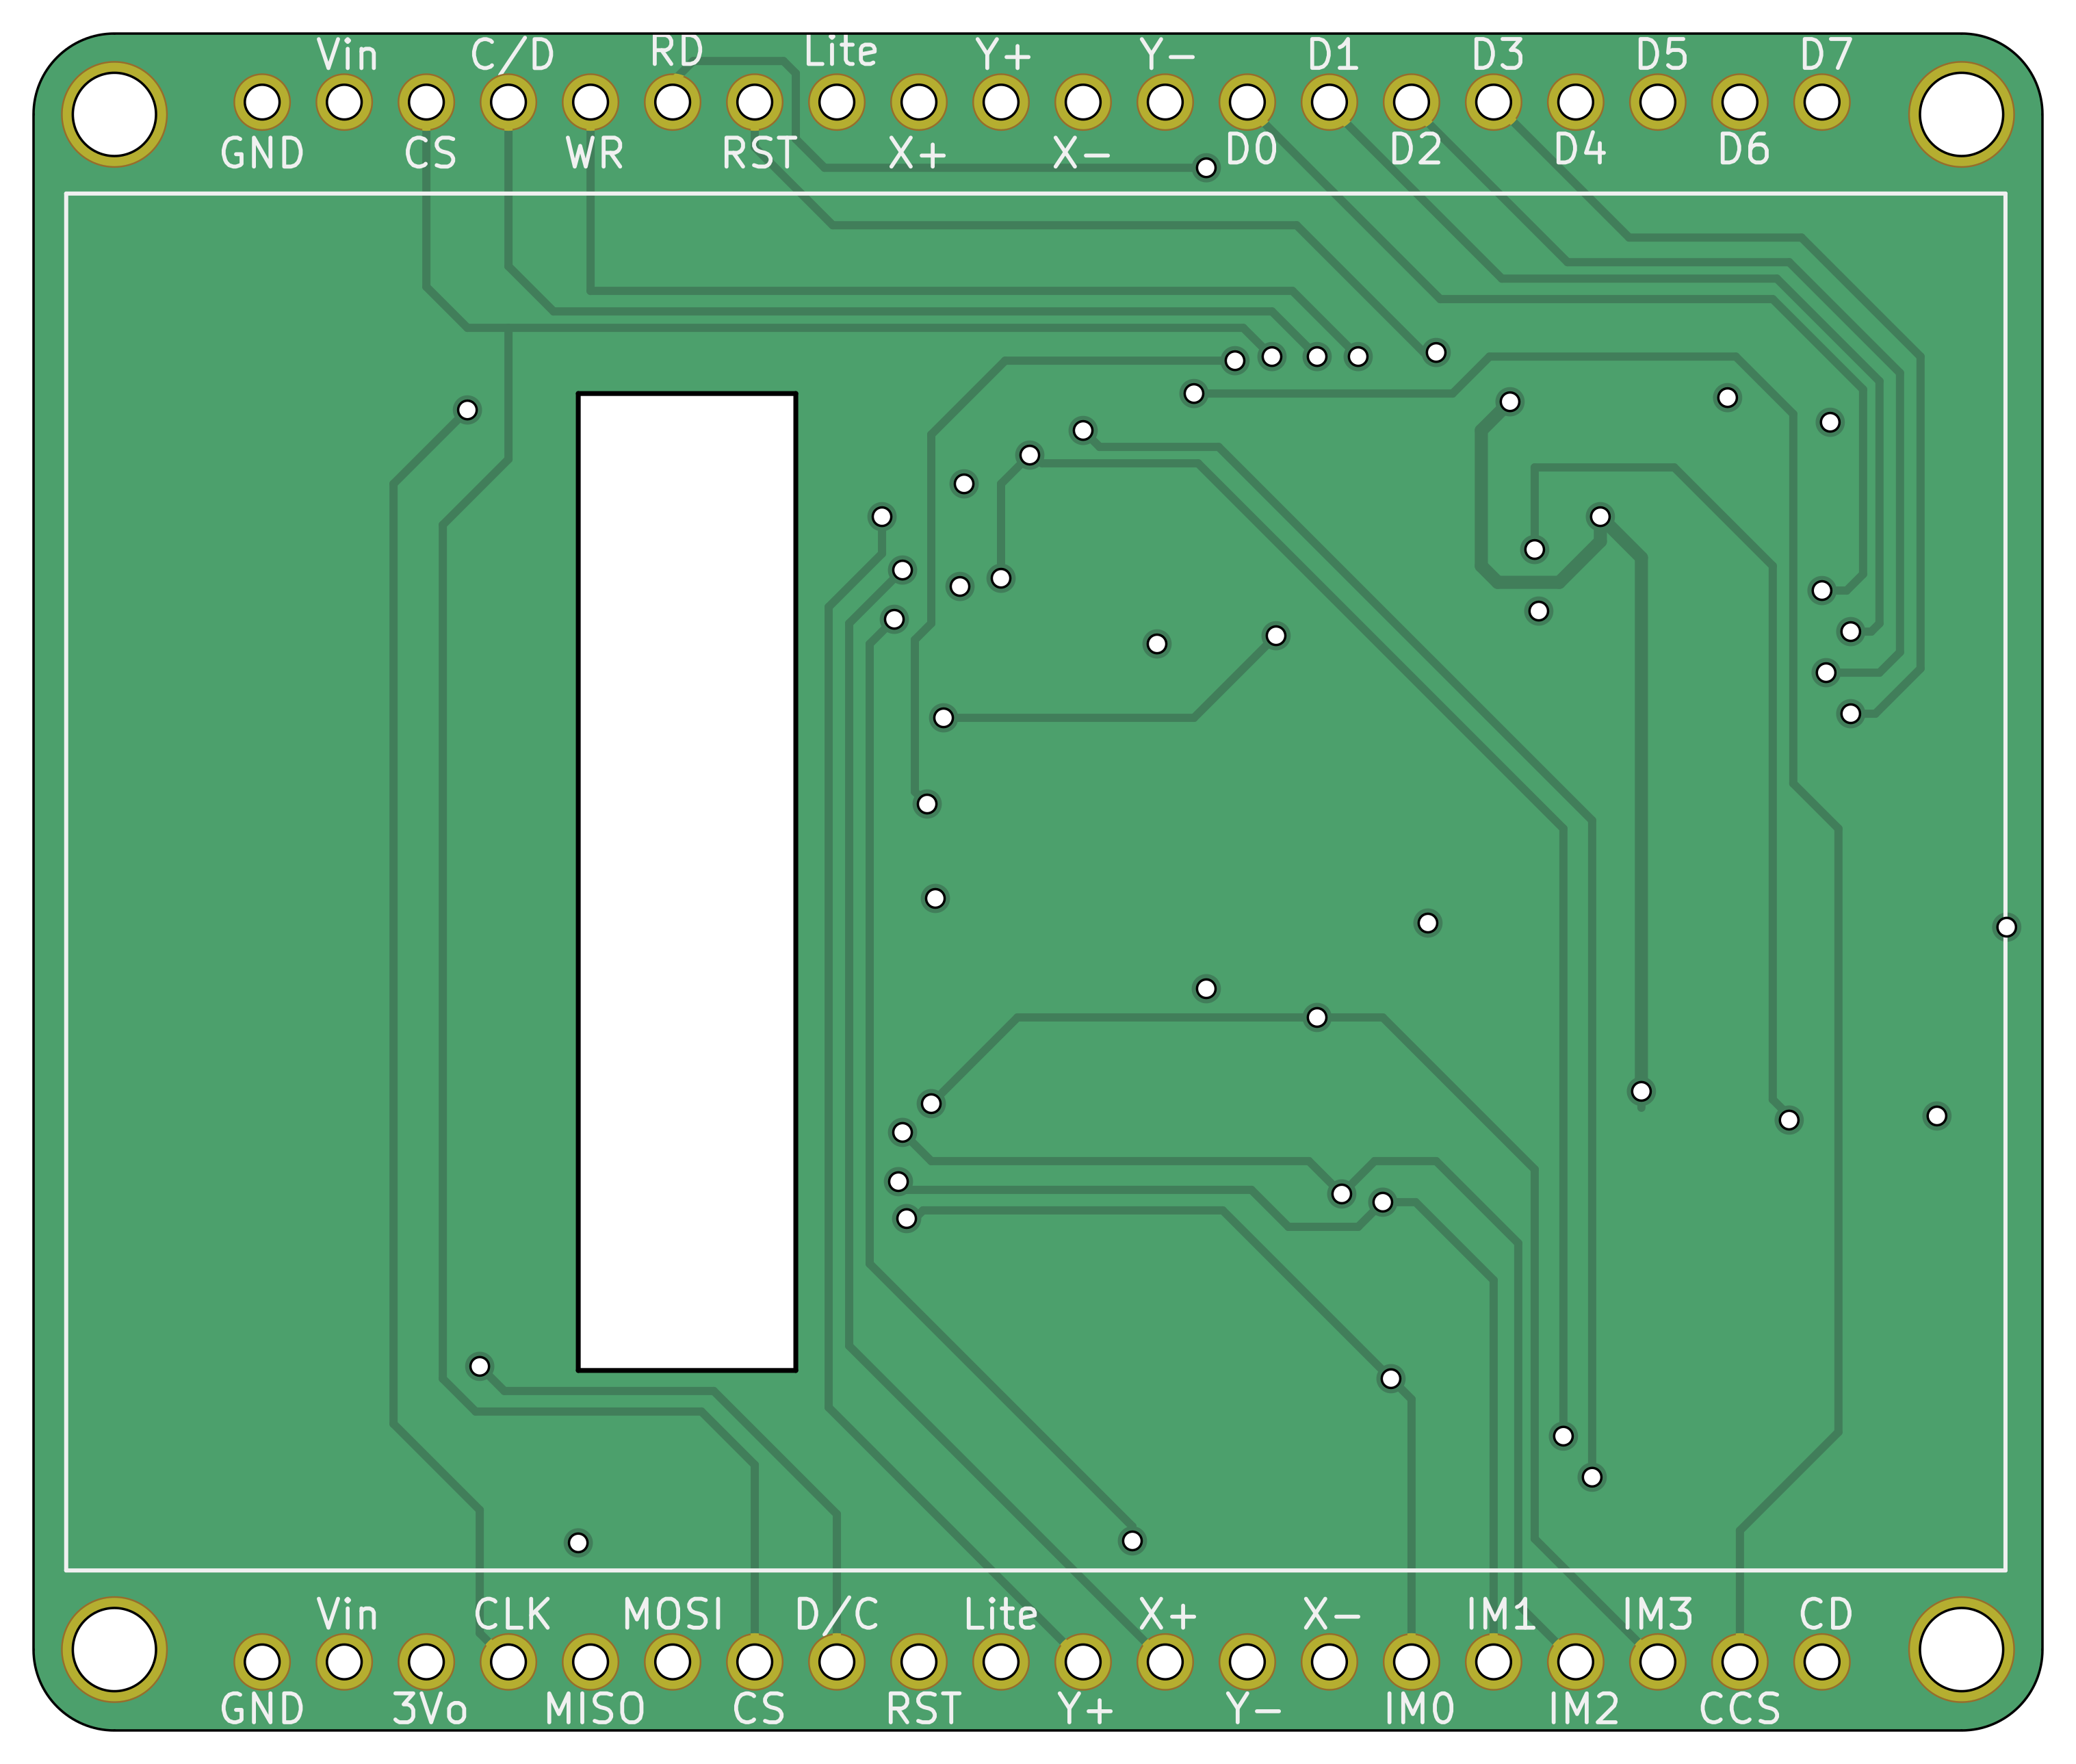 Vin C/D RD Lite Y+ Y- D1 D3 D5 D7
GND CS WR RST X+ X- D0 D2 D4 D6
Vin CLK MOSI D/C Lite X+ X- IM1 IM3 CD
GND 3Vo MISO CS RST Y+ Y- IM0 IM2 CCS